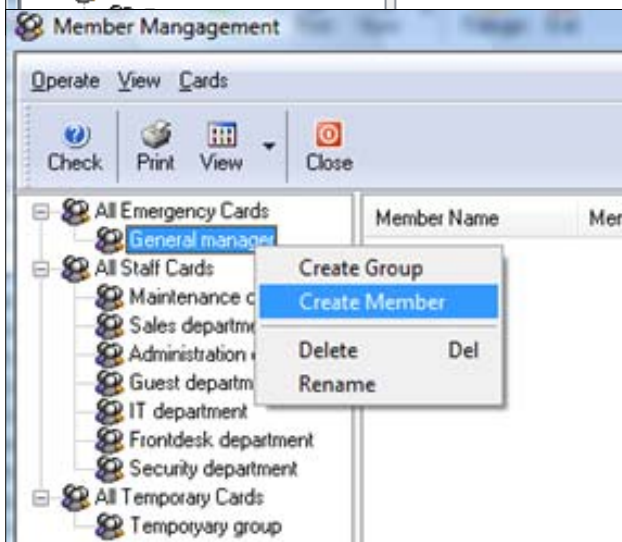 Member Mangagement
Operate View Cards
Check Print View Close
All Emergency Cards
General manager
All Staff Cards
Maintenance
Sales departme
Administration
Guest departm
IT department
Frontdesk department
Security department
All Temporary Cards
Temporyary group
Member Name Mer
Create Group
Create Member
Delete Del
Rename